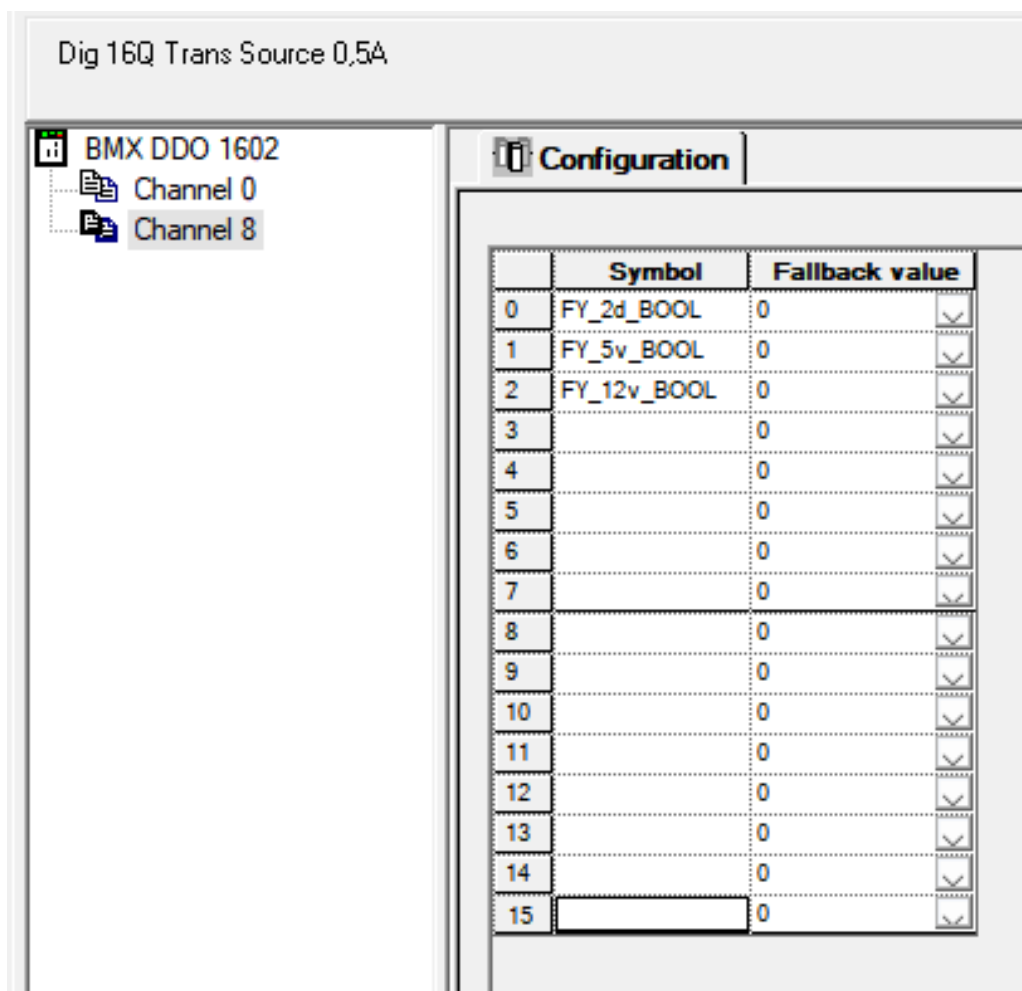 Dig 16Q Trans Source 0,5A
BMX DDO 1602
Channel 0
Channel 8
Configuration
Symbol Fallback value
0 FY_2d_BOOL 0
1 FY_5v_BOOL 0
2 FY_12v_BOOL 0
3 0
4 0
5 0
6 0
7 0
8 0
9 0
10 0
11 0
12 0
13 0
14 0
15 0